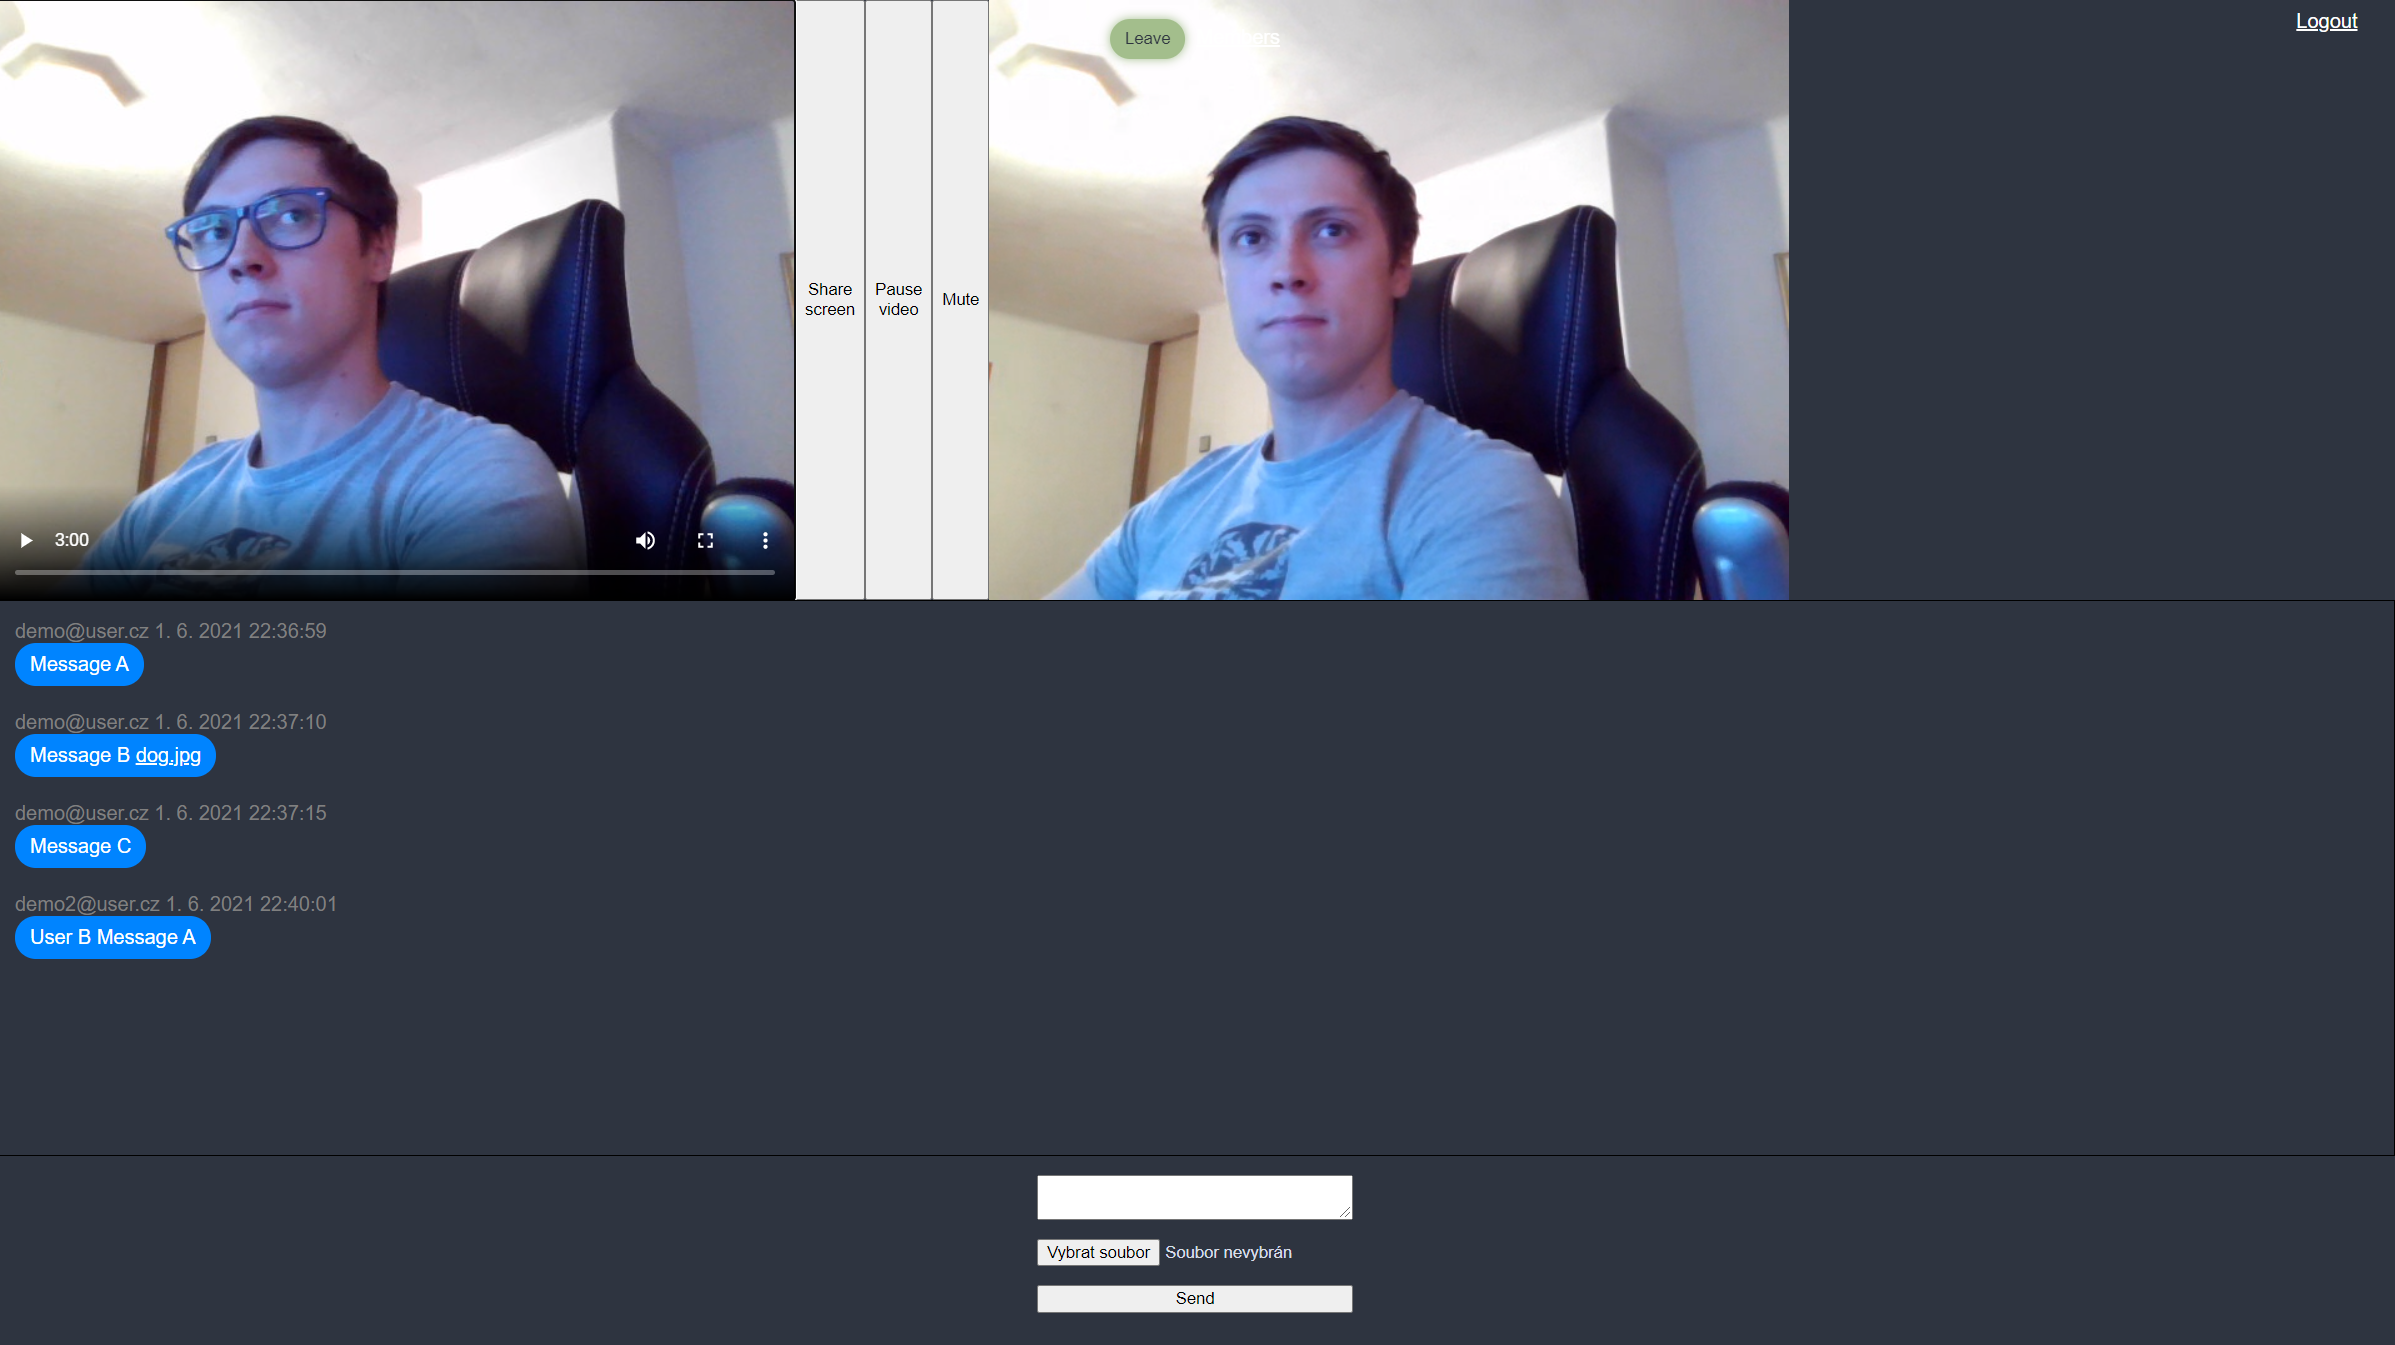 Leave
Logout
Share
screen
Pause
video
Mute
3:00
demo@user.cz 1. 6. 2021 22:36:59
Message A
demo@user.cz 1. 6. 2021 22:37:10
Message B dog.jpg
demo@user.cz 1. 6. 2021 22:37:15
Message C
demo2@user.cz 1. 6. 2021 22:40:01
User B Message A
Vybrat soubor Soubor nevybrán
Send